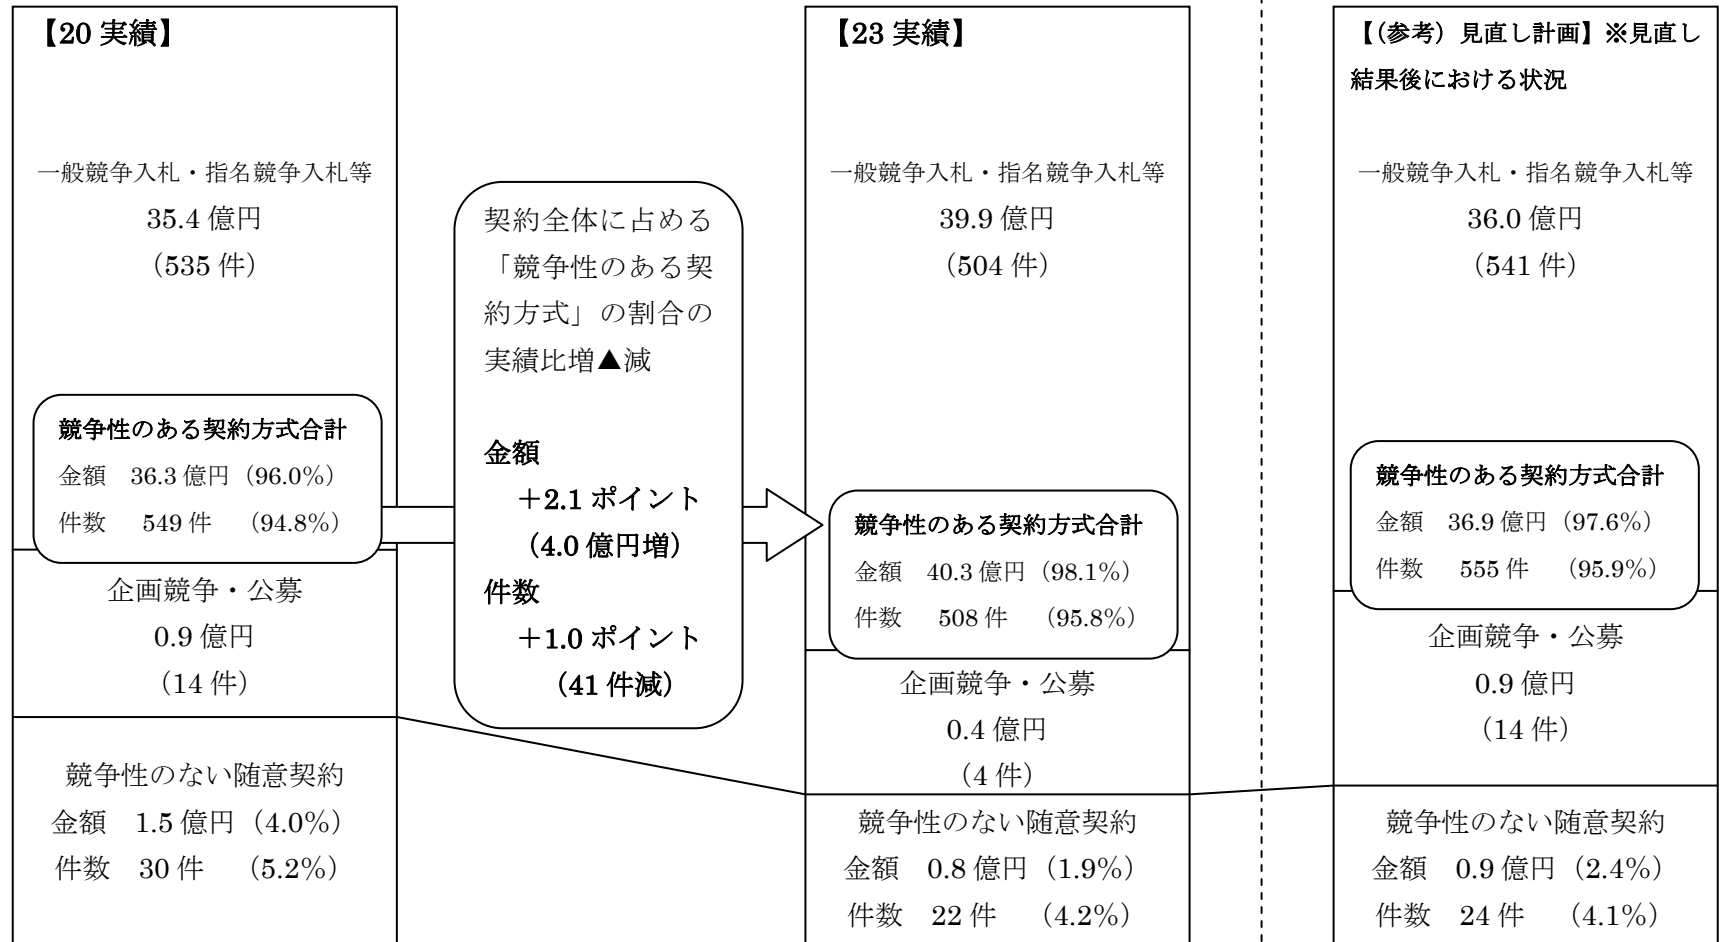 【20 実績】
一般競争入札・指名競争入札等
35.4 億円
（535 件）
競争性のある契約方式合計
金額　36.3 億円（96.0%）
件数　549 件　（94.8%）
企画競争・公募
0.9 億円
（14 件）
競争性のない随意契約
金額　1.5 億円（4.0%）
件数　30 件　（5.2%）
契約全体に占める
「競争性のある契
約方式」の割合の
実績比増▲減
金額
＋2.1 ポイント
（4.0 億円増）
件数
＋1.0 ポイント
（41 件減）
【23 実績】
一般競争入札・指名競争入札等
39.9 億円
（504 件）
競争性のある契約方式合計
金額　40.3 億円（98.1%）
件数　508 件　（95.8%）
企画競争・公募
0.4 億円
（4 件）
競争性のない随意契約
金額　0.8 億円（1.9%）
件数　22 件　（4.2%）
【（参考）見直し計画】※見直し
結果後における状況
一般競争入札・指名競争入札等
36.0 億円
（541 件）
競争性のある契約方式合計
金額　36.9 億円（97.6%）
件数　555 件　（95.9%）
企画競争・公募
0.9 億円
（14 件）
競争性のない随意契約
金額　0.9 億円（2.4%）
件数　24 件　（4.1%）